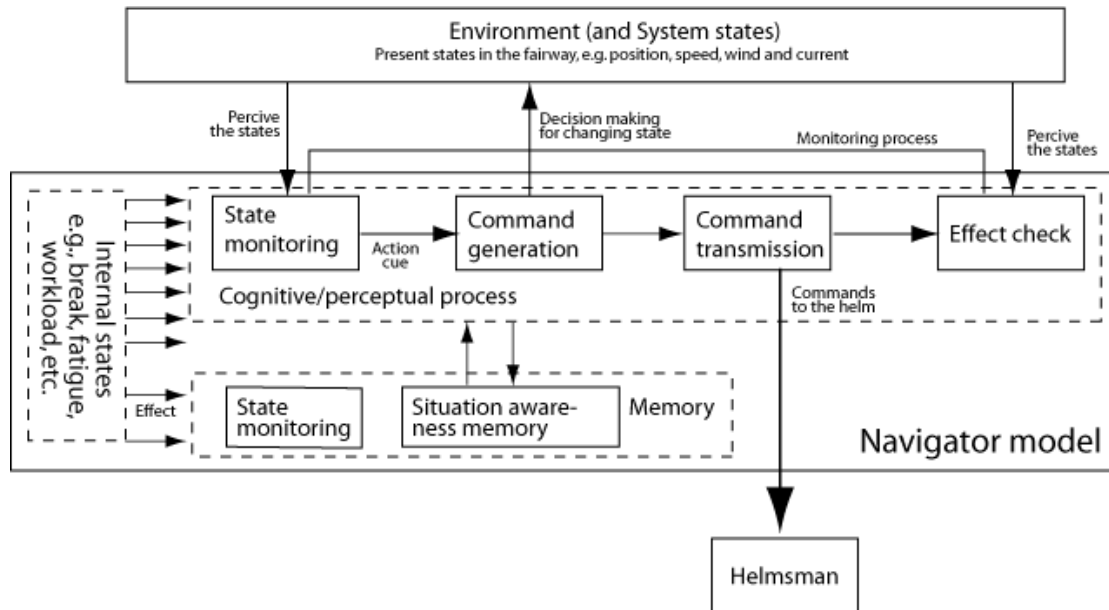 Environment (and System states)
Present states in the fairway, e.g. position, speed, wind and current
Percive
the states
Decision making
for changing state
Monitoring process
Percive
the states
Internal states
e.g., break, fatigue,
workload, etc.
State
monitoring
Action
cue
Command
generation
Command
transmission
Effect check
Cognitive/perceptual process
Commands
to the helm
Effect
State
monitoring
Situation aware-
ness memory
Memory
Navigator model
Helmsman